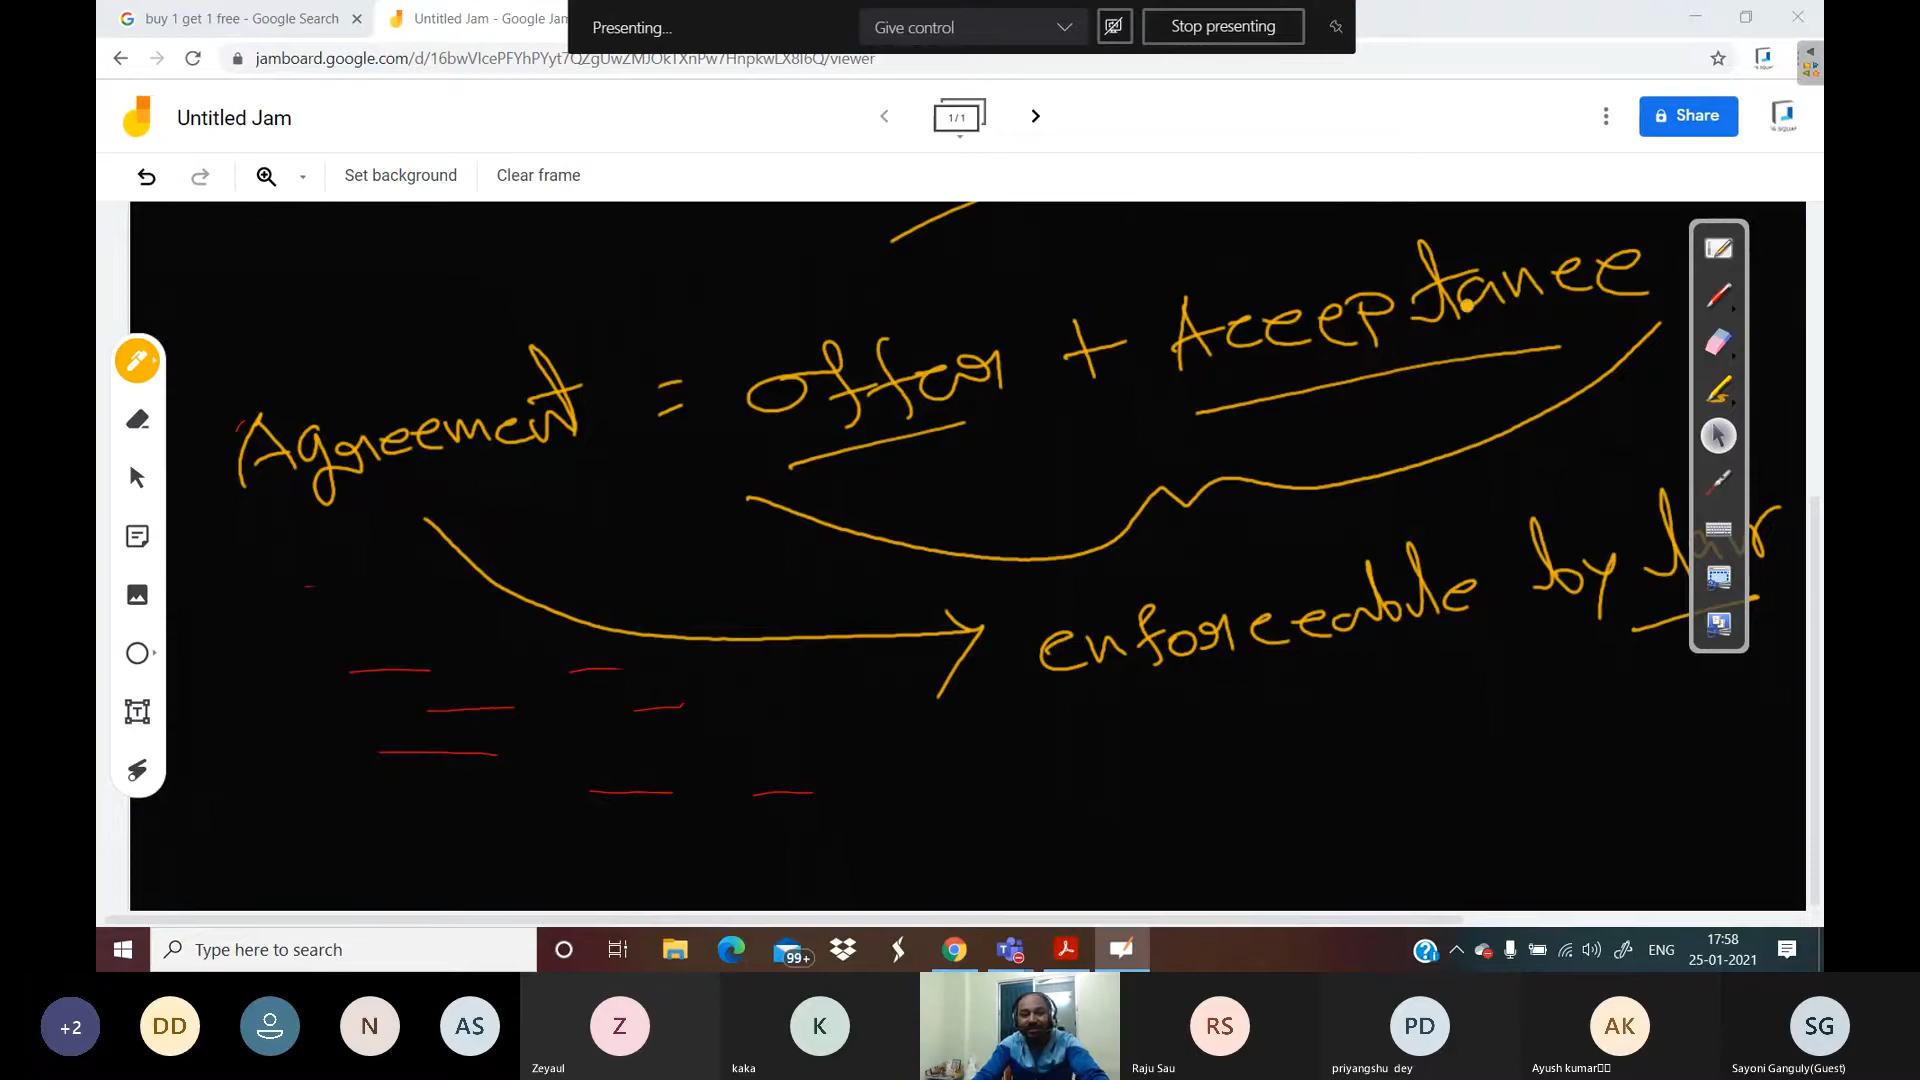 buy 1 get 1 free - Google Search
Untitled Jam - Google Jam
Presenting...
Give control
Stop presenting
jamboard.google.com/d/16bwVIcePFYhPYyt7QZgUwZMJOkTXnPw7HnpkwLX8I6Q/viewer
Untitled Jam
1/1
Share
Set background
Clear frame
Agreement = offer + Acceptance
enforceable by law
Type here to search
99+
ENG
17:58
25-01-2021
+2
DD
N
AS
Z
K
RS
PD
AK
SG
Zeyaul
kaka
Raju Sau
priyangshu dey
Ayush kumar
Sayoni Ganguly(Guest)